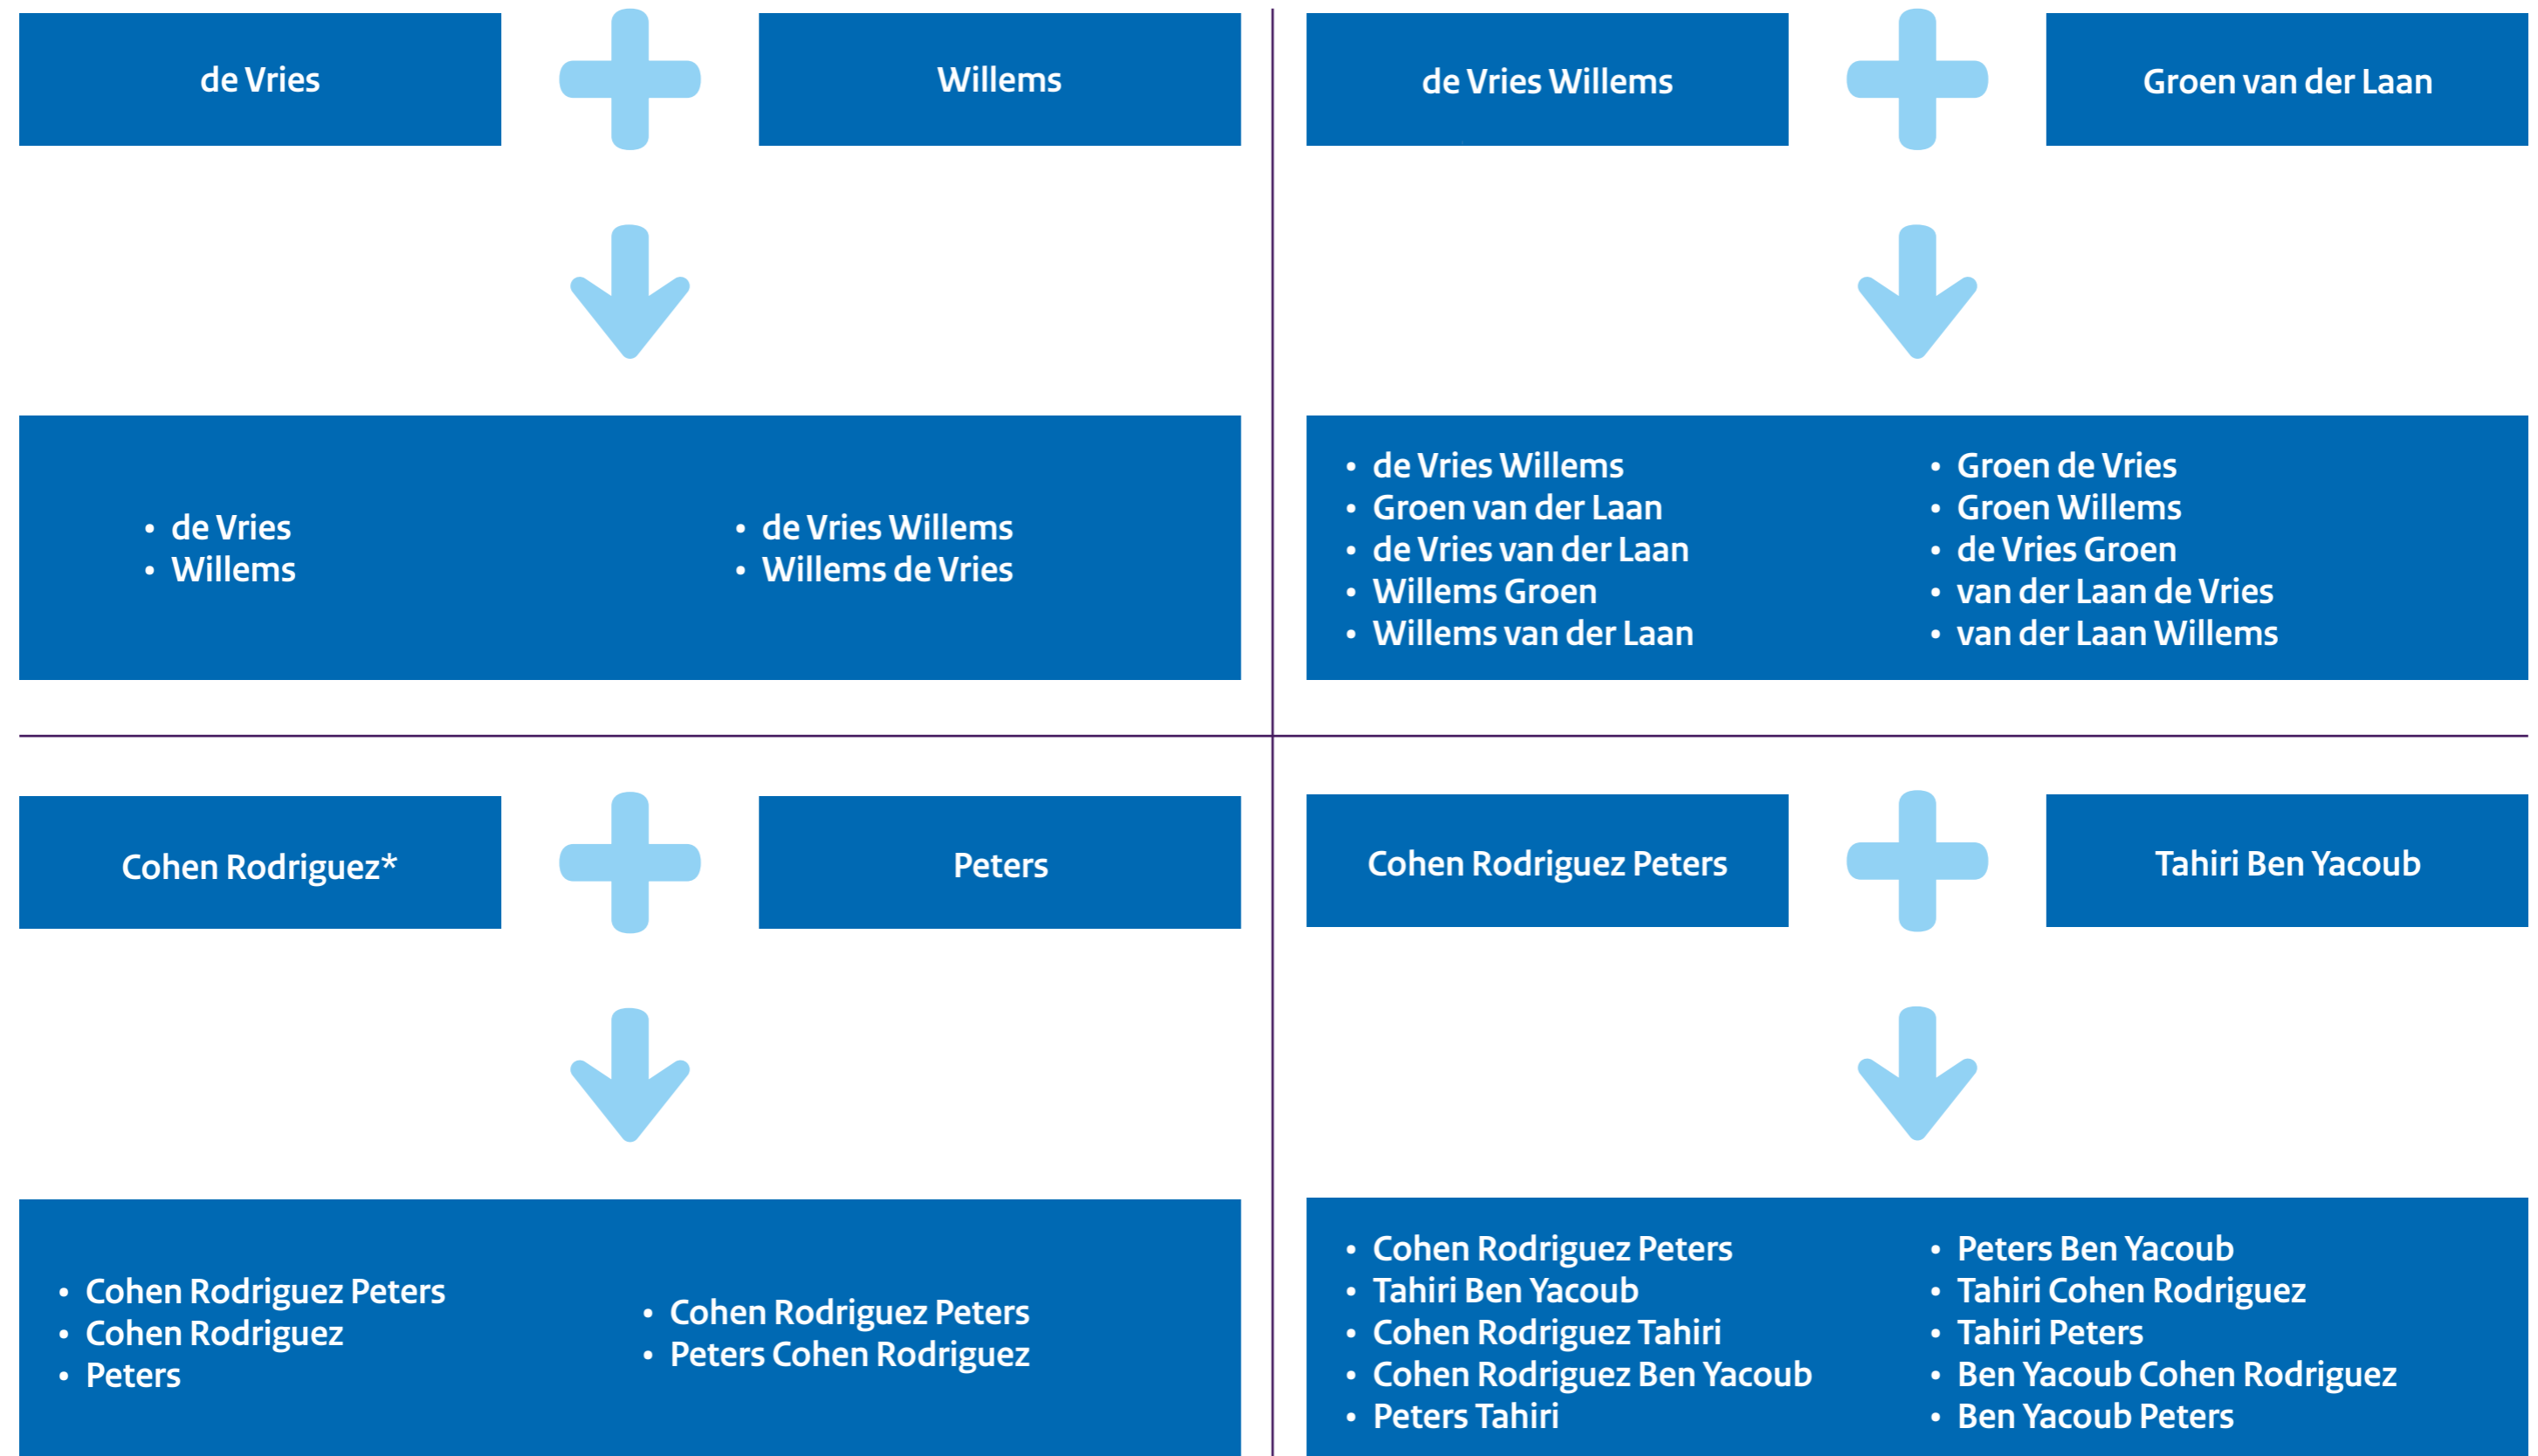 de Vries
Willems
de Vries
Willems
de Vries Willems
Willems de Vries
de Vries Willems
Groen van der Laan
de Vries Willems
Groen van der Laan
de Vries van der Laan
Willems Groen
Willems van der Laan
Groen de Vries
Groen Willems
de Vries Groen
van der Laan de Vries
van der Laan Willems
Cohen Rodriguez*
Peters
Cohen Rodriguez Peters
Cohen Rodriguez
Peters
Cohen Rodriguez Peters
Peters Cohen Rodriguez
Cohen Rodriguez Peters
Tahiri Ben Yacoub
Cohen Rodriguez Peters
Tahiri Ben Yacoub
Cohen Rodriguez Tahiri
Cohen Rodriguez Ben Yacoub
Peters Tahiri
Peters Ben Yacoub
Tahiri Cohen Rodriguez
Tahiri Peters
Ben Yacoub Cohen Rodriguez
Ben Yacoub Peters